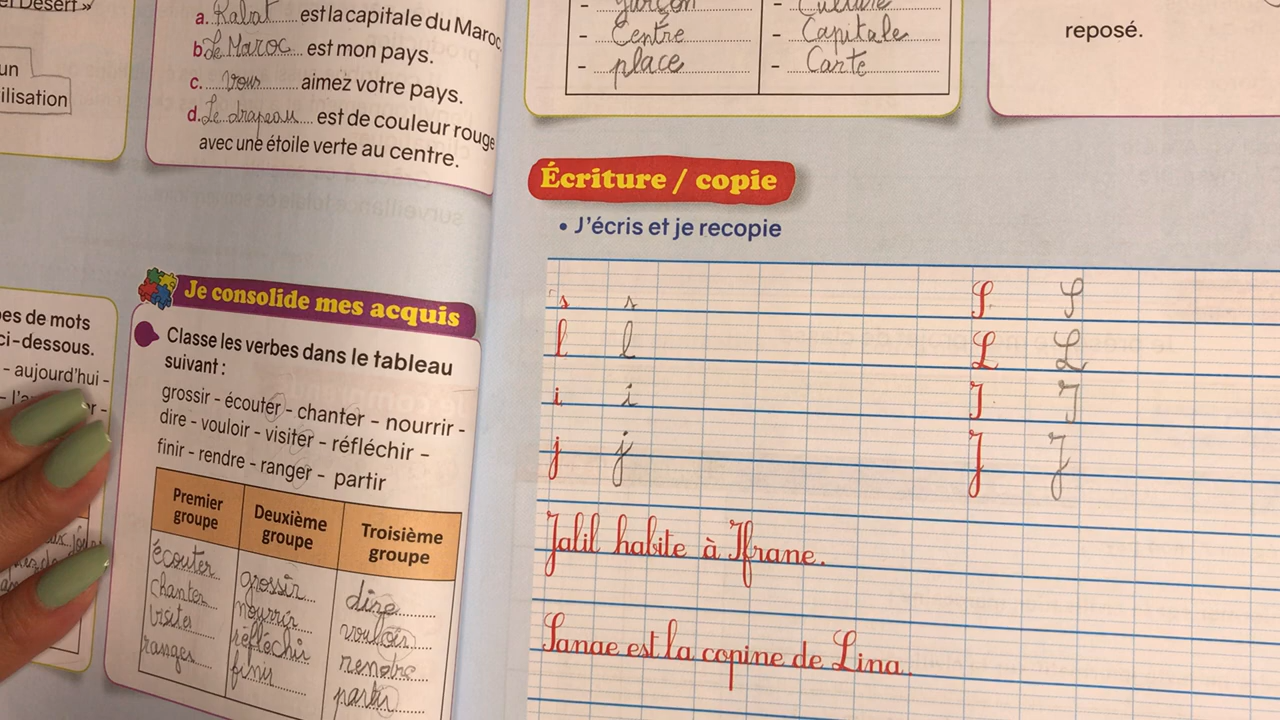 el Désert »
un
ilisation
a. Rabat est la capitale du Maroc
b. Le Maroc est mon pays.
c. vous aimez votre pays.
d. Le drapeau est de couleur rouge
avec une étoile verte au centre.
pes de mots
ci-dessous.
- aujourd'hui -
Je consolide mes acquis
Classe les verbes dans le tableau
suivant :
grossir - écouter - chanter - nourrir -
dire - vouloir - visiter - réfléchir -
finir - rendre - ranger - partir
Premier groupe
Deuxième groupe
Troisième groupe
écouter grossir dire
chanter nourrir vouloir
visiter réfléchir rendre
ranger finir partir
- garçon - Culture
- Centre - Capitale
- place - Carte
reposé.
Écriture / copie
• J'écris et je recopie
s s S S
l l L L
i i I I
j j J J
Jalil habite à Ifrane.
Sanae est la copine de Lina.